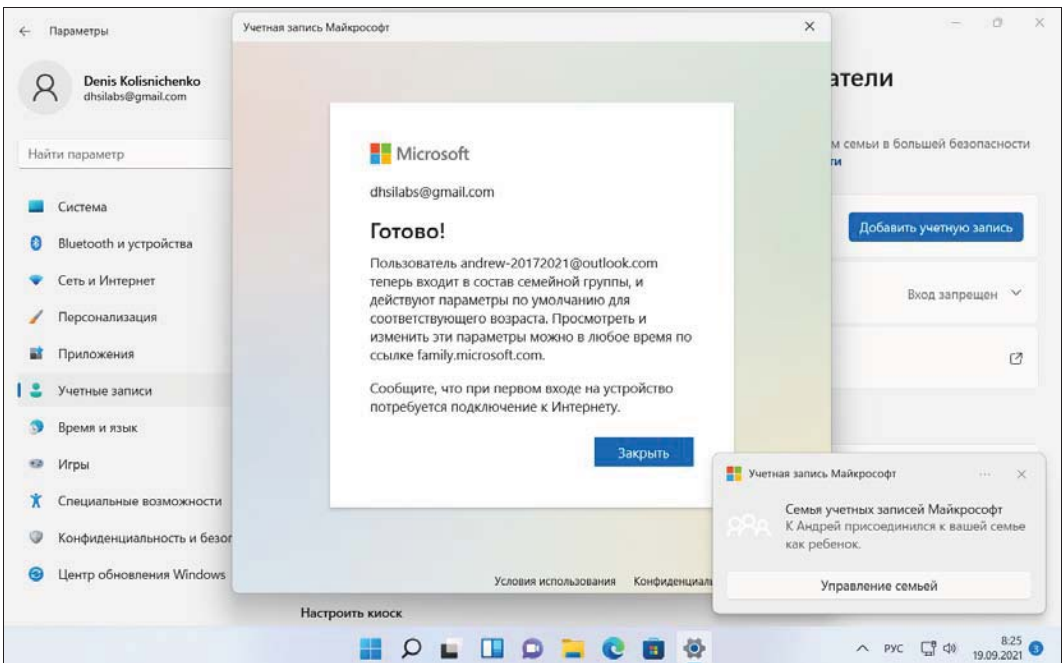 Параметры
Denis Kolisnichenko
dhsilabs@gmail.com
Найти параметр
Система
Bluetooth и устройства
Сеть и Интернет
Персонализация
Приложения
Учетные записи
Время и язык
Игры
Специальные возможности
Конфиденциальность и безог
Центр обновления Windows
Учетная запись Майкрософт
Microsoft
dhsilabs@gmail.com
Готово!
Пользователь andrew-20172021@outlook.com
теперь входит в состав семейной группы, и
действуют параметры по умолчанию для
соответствующего возраста. Просмотреть и
изменить эти параметры можно в любое время по
ссылке family.microsoft.com.
Сообщите, что при первом входе на устройство
потребуется подключение к Интернету.
Закрыть
Условия использования Конфиденциаль
атели
м семьи в большей безопасности
ти
Добавить учетную запись
Вход запрещен
Учетная запись Майкрософт
Семья учетных записей Майкрософт
К Андрей присоединился к вашей семье
как ребенок.
Управление семьей
Настроить киоск
РУС
8:25
19.09.2021
3